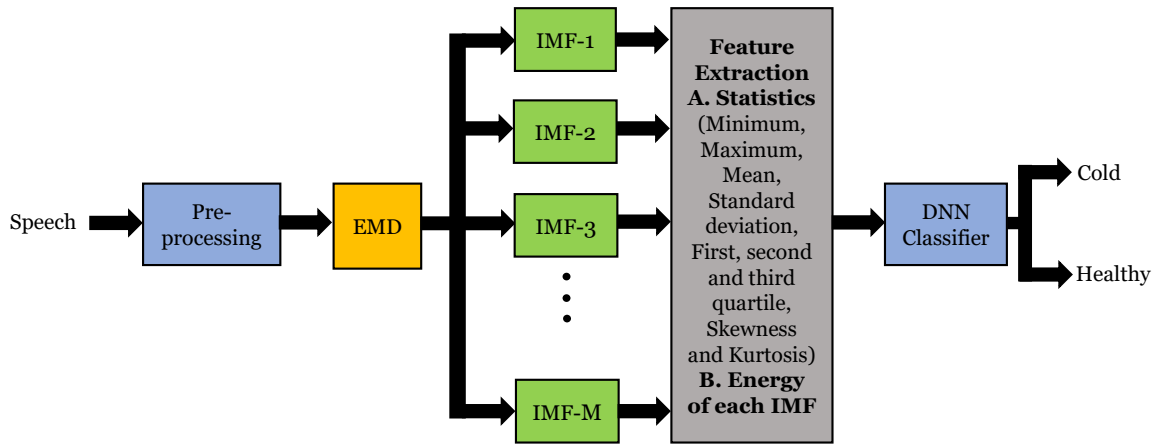 Speech
Pre-
processing
EMD
IMF-1
IMF-2
IMF-3
IMF-M
Feature
Extraction
A. Statistics
(Minimum,
Maximum,
Mean,
Standard
deviation,
First, second
and third
quartile,
Skewness
and Kurtosis)
B. Energy
of each IMF
DNN
Classifier
Cold
Healthy